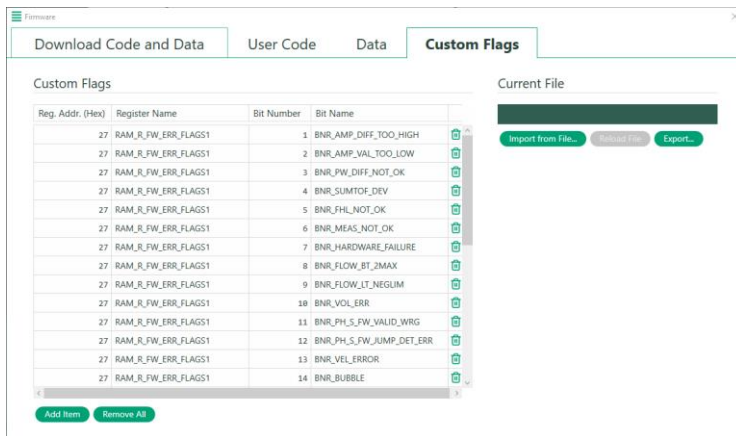 Firmware
Download Code and Data User Code Data Custom Flags
Custom Flags
Reg. Addr. (Hex) Register Name Bit Number Bit Name
27 RAM_R_FW_ERR_FLAGS1 1 BNR_AMP_DIFF_TOO_HIGH
27 RAM_R_FW_ERR_FLAGS1 2 BNR_AMP_VAL_TOO_LOW
27 RAM_R_FW_ERR_FLAGS1 3 BNR_PW_DIFF_NOT_OK
27 RAM_R_FW_ERR_FLAGS1 4 BNR_SUMTOF_DEV
27 RAM_R_FW_ERR_FLAGS1 5 BNR_FHL_NOT_OK
27 RAM_R_FW_ERR_FLAGS1 6 BNR_MEAS_NOT_OK
27 RAM_R_FW_ERR_FLAGS1 7 BNR_HARDWARE_FAILURE
27 RAM_R_FW_ERR_FLAGS1 8 BNR_FLOW_BT_2MAX
27 RAM_R_FW_ERR_FLAGS1 9 BNR_FLOW_LT_NEGLIM
27 RAM_R_FW_ERR_FLAGS1 10 BNR_VOL_ERR
27 RAM_R_FW_ERR_FLAGS1 11 BNR_PH_S_FW_VALID_WRG
27 RAM_R_FW_ERR_FLAGS1 12 BNR_PH_S_FW_JUMP_DET_ERR
27 RAM_R_FW_ERR_FLAGS1 13 BNR_VEL_ERROR
27 RAM_R_FW_ERR_FLAGS1 14 BNR_BUBBLE
Add Item Remove All
Current File
Import from File... Reload File Export...